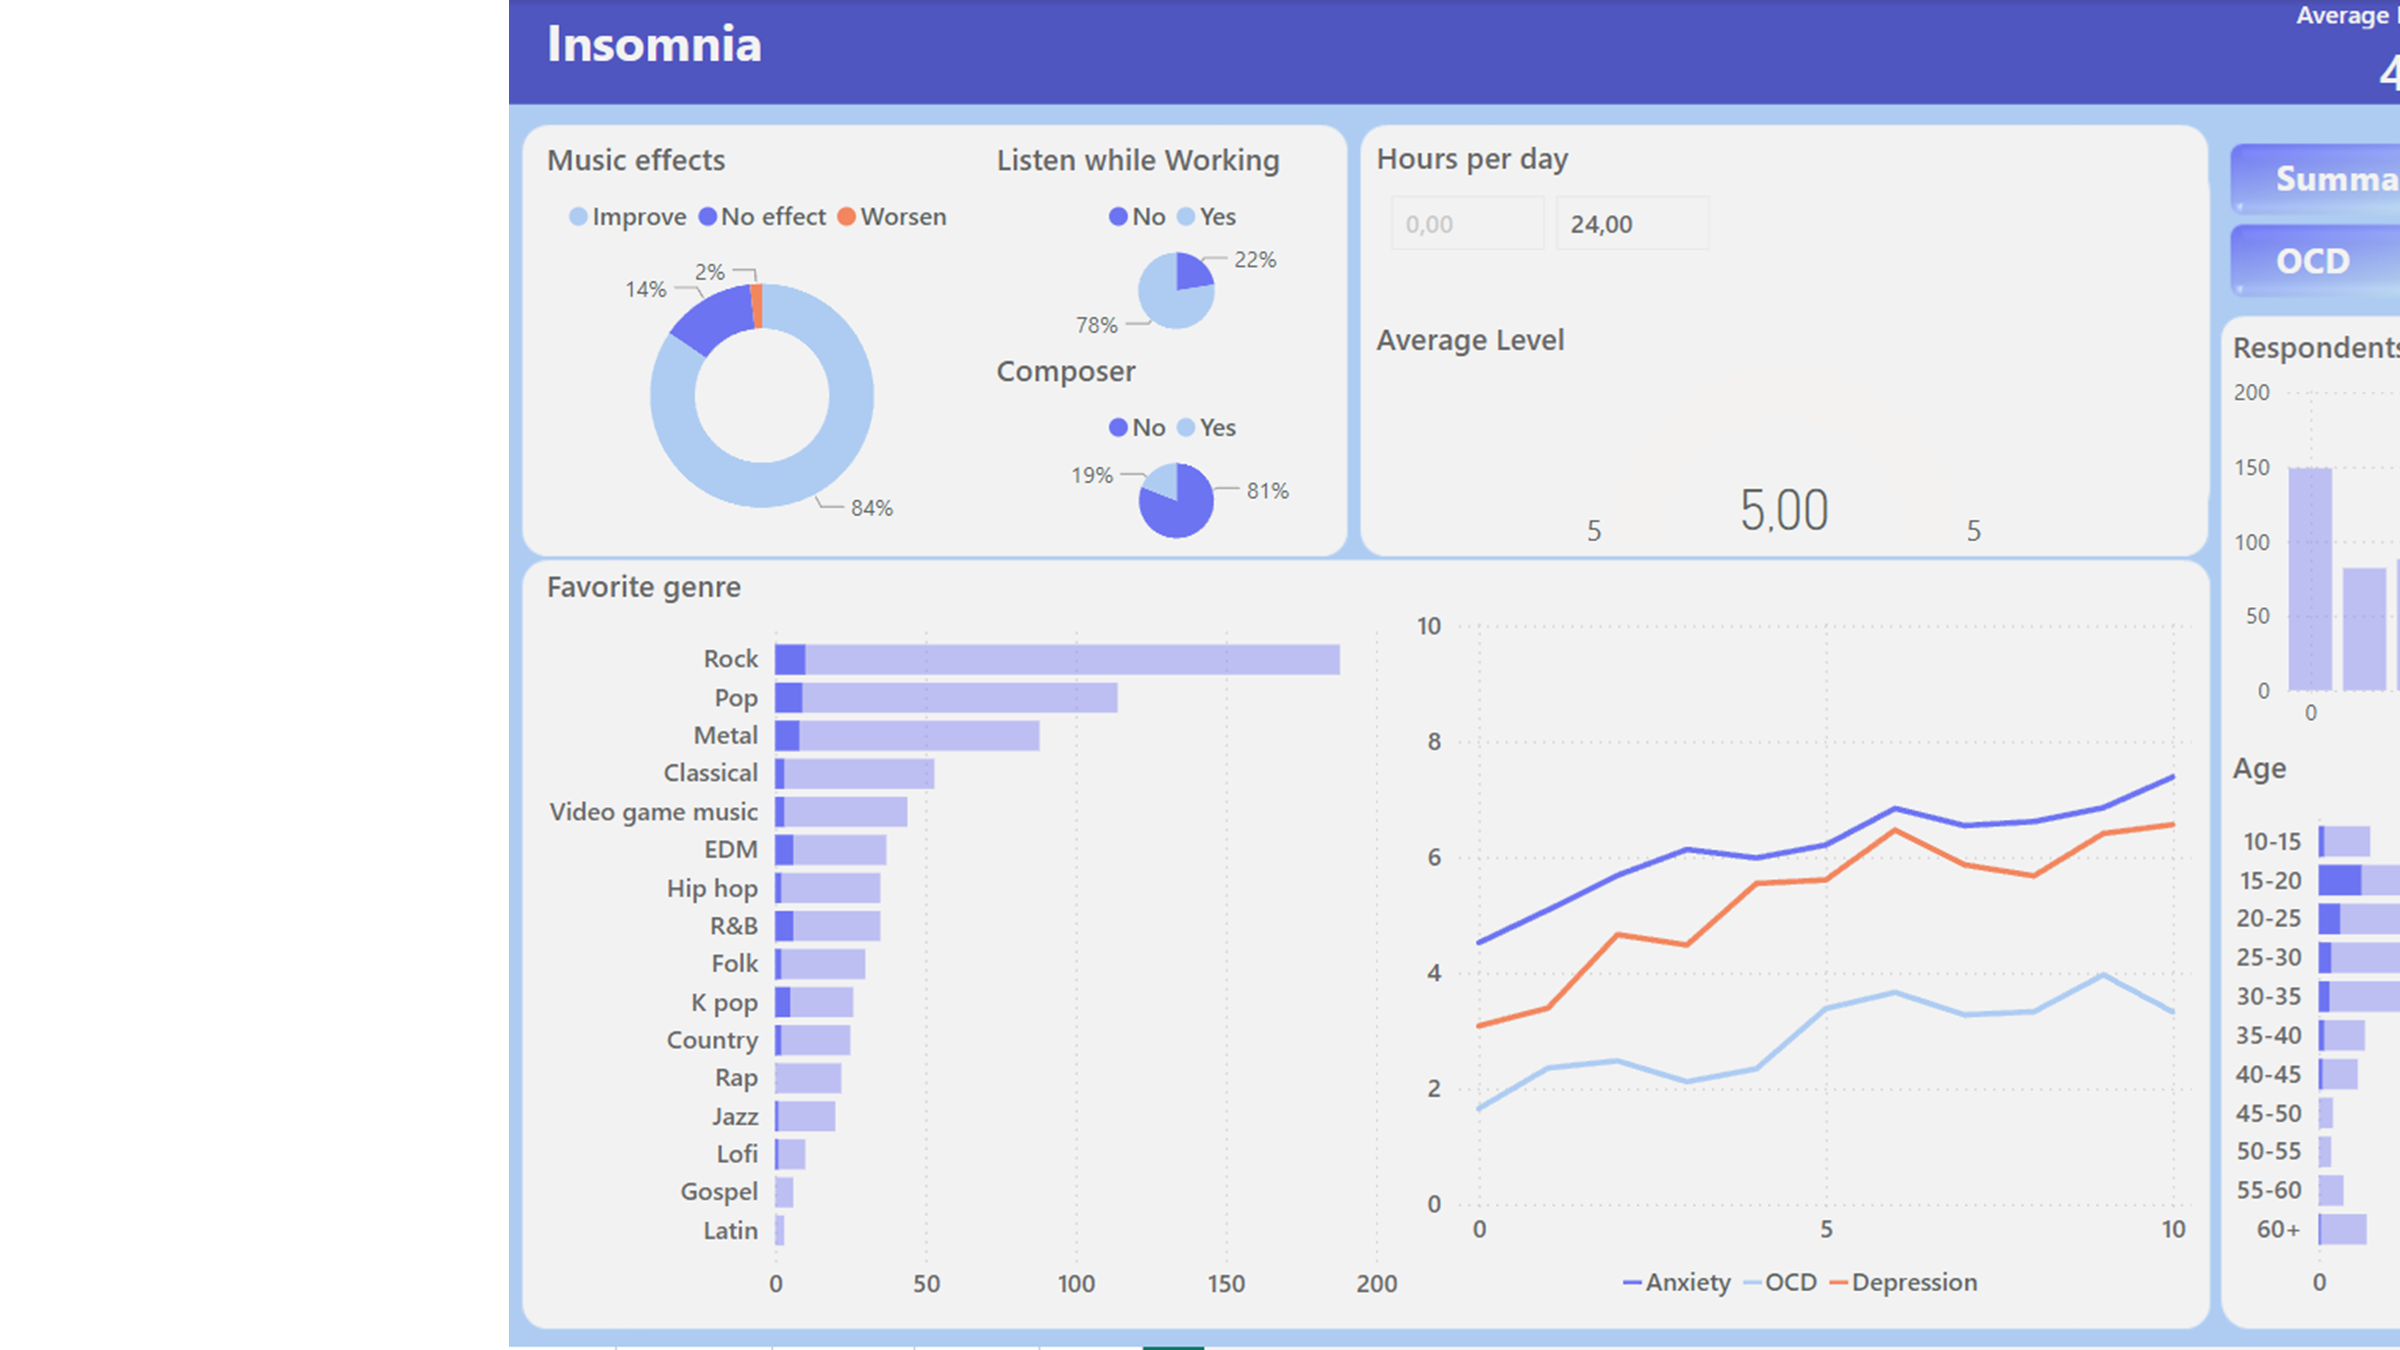 Insomnia
Average
4
Music effects
Improve No effect Worsen
2%
14%
84%
Listen while Working
No Yes
22%
78%
Composer
No Yes
19%
81%
Hours per day
0,00 24,00
Average Level
5 5,00 5
Summa
OCD
Favorite genre
Rock
Pop
Metal
Classical
Video game music
EDM
Hip hop
R&B
Folk
K pop
Country
Rap
Jazz
Lofi
Gospel
Latin
0 50 100 150 200
10
8
6
4
2
0
0 5 10
Anxiety OCD Depression
Respondents
200
150
100
50
0
0
Age
10-15
15-20
20-25
25-30
30-35
35-40
40-45
45-50
50-55
55-60
60+
0